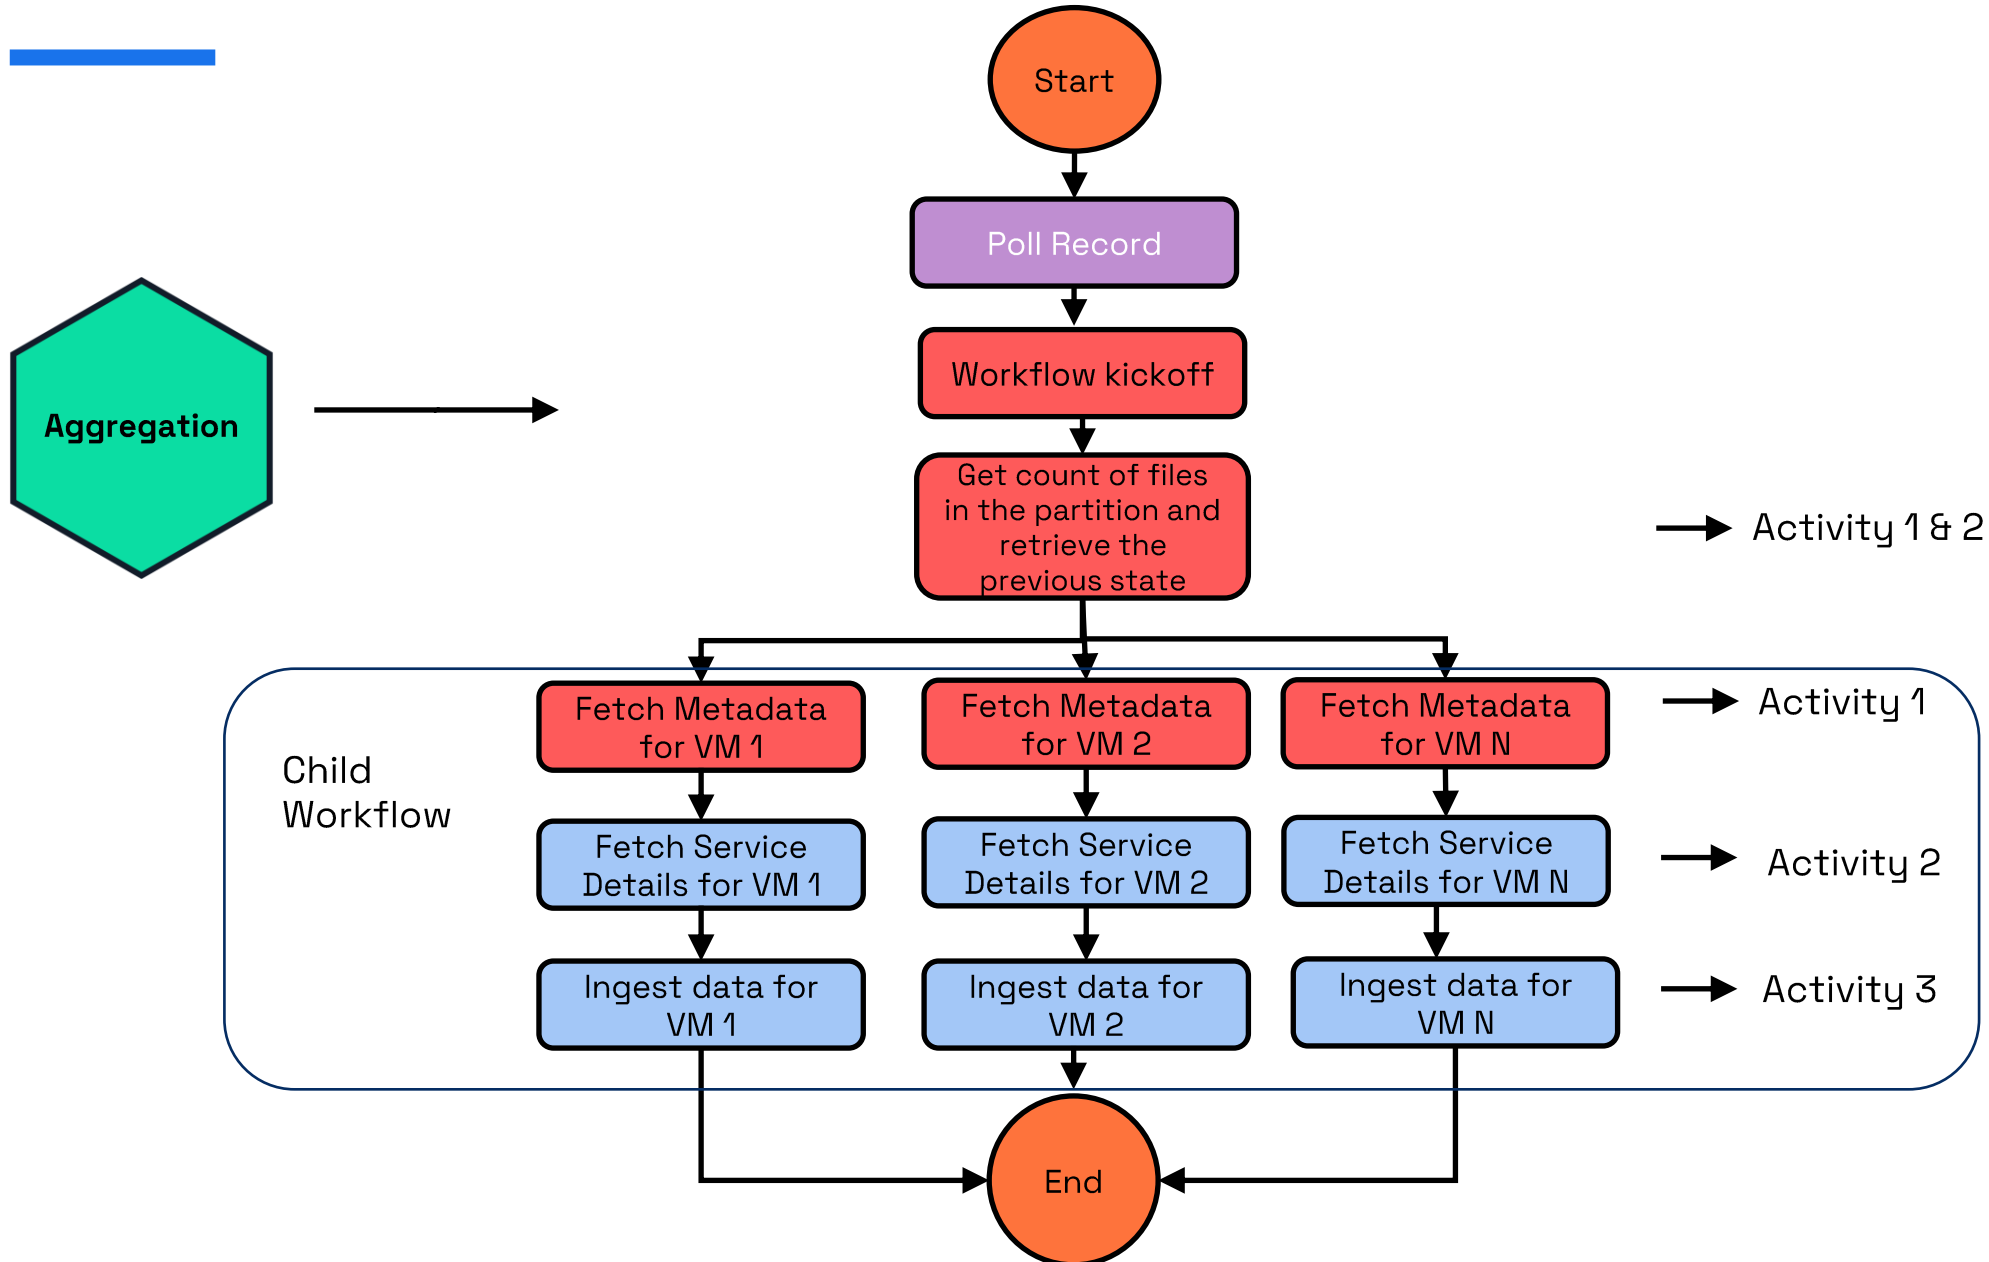 Start
Poll Record
Workflow kickoff
Aggregation
Get count of files
in the partition and
retrieve the
previous state
Activity 1 & 2
Child
Workflow
Fetch Metadata
for VM 1
Fetch Metadata
for VM 2
Fetch Metadata
for VM N
Activity 1
Fetch Service
Details for VM 1
Fetch Service
Details for VM 2
Fetch Service
Details for VM N
Activity 2
Ingest data for
VM 1
Ingest data for
VM 2
Ingest data for
VM N
Activity 3
End